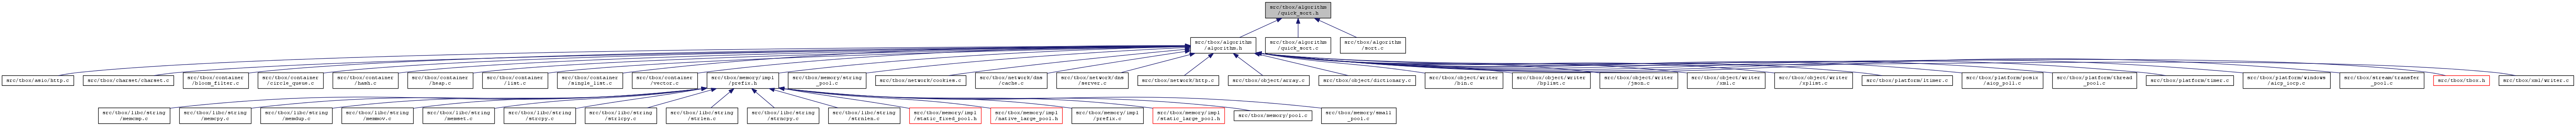 src/tbox/algorithm
/quick_sort.h
src/tbox/algorithm
/algorithm.h
src/tbox/algorithm
/quick_sort.c
src/tbox/algorithm
/sort.c
src/tbox/asio/http.c
src/tbox/charset/charset.c
src/tbox/container
/bloom_filter.c
src/tbox/container
/circle_queue.c
src/tbox/container
/hash.c
src/tbox/container
/heap.c
src/tbox/container
/list.c
src/tbox/container
/single_list.c
src/tbox/container
/vector.c
src/tbox/memory/impl
/prefix.h
src/tbox/memory/string
_pool.c
src/tbox/network/cookies.c
src/tbox/network/dns
/cache.c
src/tbox/network/dns
/server.c
src/tbox/network/http.c
src/tbox/object/array.c
src/tbox/object/dictionary.c
src/tbox/object/writer
/bin.c
src/tbox/object/writer
/bplist.c
src/tbox/object/writer
/json.c
src/tbox/object/writer
/xml.c
src/tbox/object/writer
/xplist.c
src/tbox/platform/ltimer.c
src/tbox/platform/posix
/aicp_poll.c
src/tbox/platform/thread
_pool.c
src/tbox/platform/timer.c
src/tbox/platform/windows
/aicp_iocp.c
src/tbox/stream/transfer
_pool.c
src/tbox/tbox.h
src/tbox/xml/writer.c
src/tbox/libc/string
/memcmp.c
src/tbox/libc/string
/memcpy.c
src/tbox/libc/string
/memdup.c
src/tbox/libc/string
/memmov.c
src/tbox/libc/string
/memset.c
src/tbox/libc/string
/strcpy.c
src/tbox/libc/string
/strlcpy.c
src/tbox/libc/string
/strlen.c
src/tbox/libc/string
/strncpy.c
src/tbox/libc/string
/strnlen.c
src/tbox/memory/impl
/static_fixed_pool.h
src/tbox/memory/impl
/native_large_pool.h
src/tbox/memory/impl
/prefix.c
src/tbox/memory/impl
/static_large_pool.h
src/tbox/memory/pool.c
src/tbox/memory/small
_pool.c